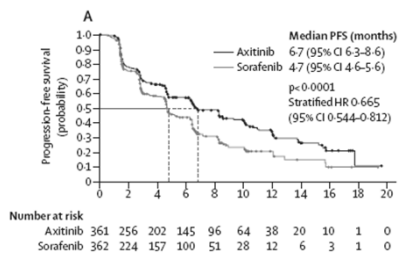 A
Median PFS (months)
Axitinib 6·7 (95% CI 6·3–8·6)
Sorafenib 4·7 (95% CI 4·6–5·6)
p<0·0001
Stratified HR 0·665
(95% CI 0·544–0·812)
Progression-free survival
(probability)
1·0
0·9
0·8
0·7
0·6
0·5
0·4
0·3
0·2
0·1
0
0 2 4 6 8 10 12 14 16 18 20
Number at risk
Axitinib 361 256 202 145 96 64 38 20 10 1 0
Sorafenib 362 224 157 100 51 28 12 6 3 1 0